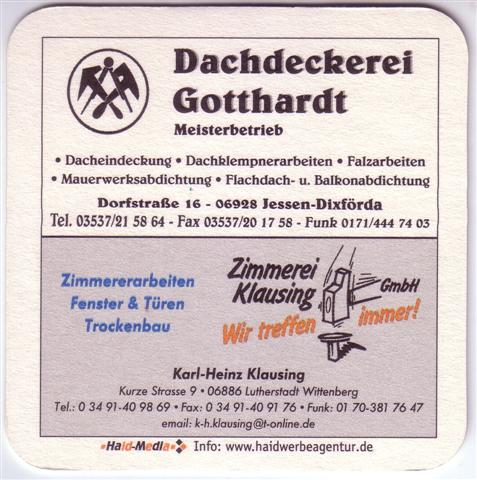 Dachdeckerei
Gotthardt
Meisterbetrieb
• Dacheindeckung • Dachklempnerarbeiten • Falzarbeiten
• Mauerwerksabdichtung • Flachdach- u. Balkonabdichtung
Dorfstraße 16 - 06928 Jessen-Dixförda
Tel. 03537/21 58 64 - Fax 03537/20 17 58 - Funk 0171/444 74 03
Zimmererarbeiten
Fenster & Türen
Trockenbau
Zimmerei
Klausing GmbH
Wir treffen immer!
Karl-Heinz Klausing
Kurze Strasse 9 • 06886 Lutherstadt Wittenberg
Tel.: 0 34 91-40 98 69 • Fax: 0 34 91-40 91 76 • Funk: 01 70-381 76 47
email: k-h.klausing@t-online.de
Haid-Media Info: www.haidwerbeagentur.de